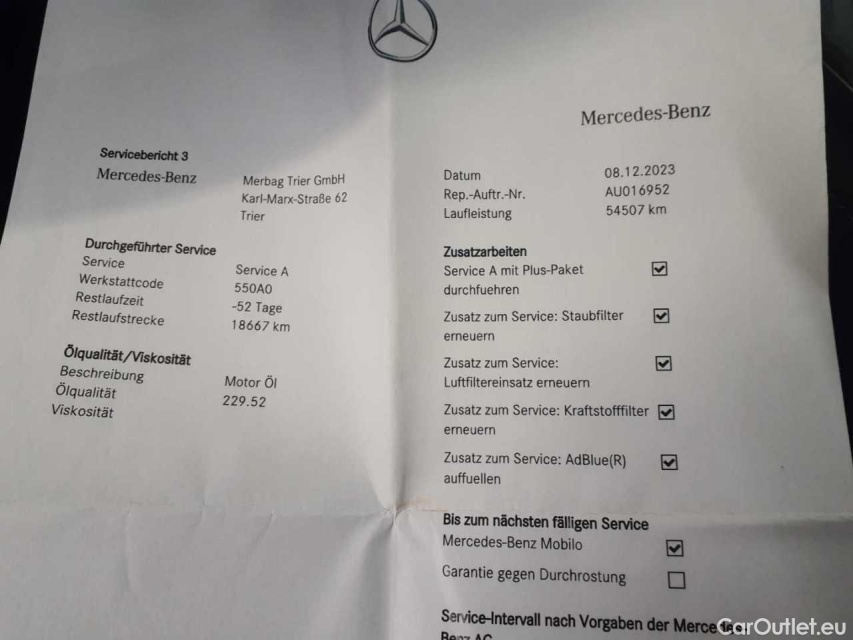 Mercedes-Benz
Servicebericht 3
Mercedes-Benz
Merbag Trier GmbH
Karl-Marx-Straße 62
Trier
Datum 08.12.2023
Rep.-Auftr.-Nr. AU016952
Laufleistung 54507 km
Durchgeführter Service
Service Service A
Werkstattcode 550A0
Restlaufzeit -52 Tage
Restlaufstrecke 18667 km
Ölqualität/Viskosität
Beschreibung Motor Öl
Ölqualität 229.52
Viskosität
Zusatzarbeiten
Service A mit Plus-Paket
durchfuehren
Zusatz zum Service: Staubfilter
erneuern
Zusatz zum Service:
Luftfiltereinsatz erneuern
Zusatz zum Service: Kraftstofffilter
erneuern
Zusatz zum Service: AdBlue(R)
auffuellen
Bis zum nächsten fälligen Service
Mercedes-Benz Mobilo
Garantie gegen Durchrostung
Service-Intervall nach Vorgaben der Mercedes-
Benz AG
CarOutlet.eu